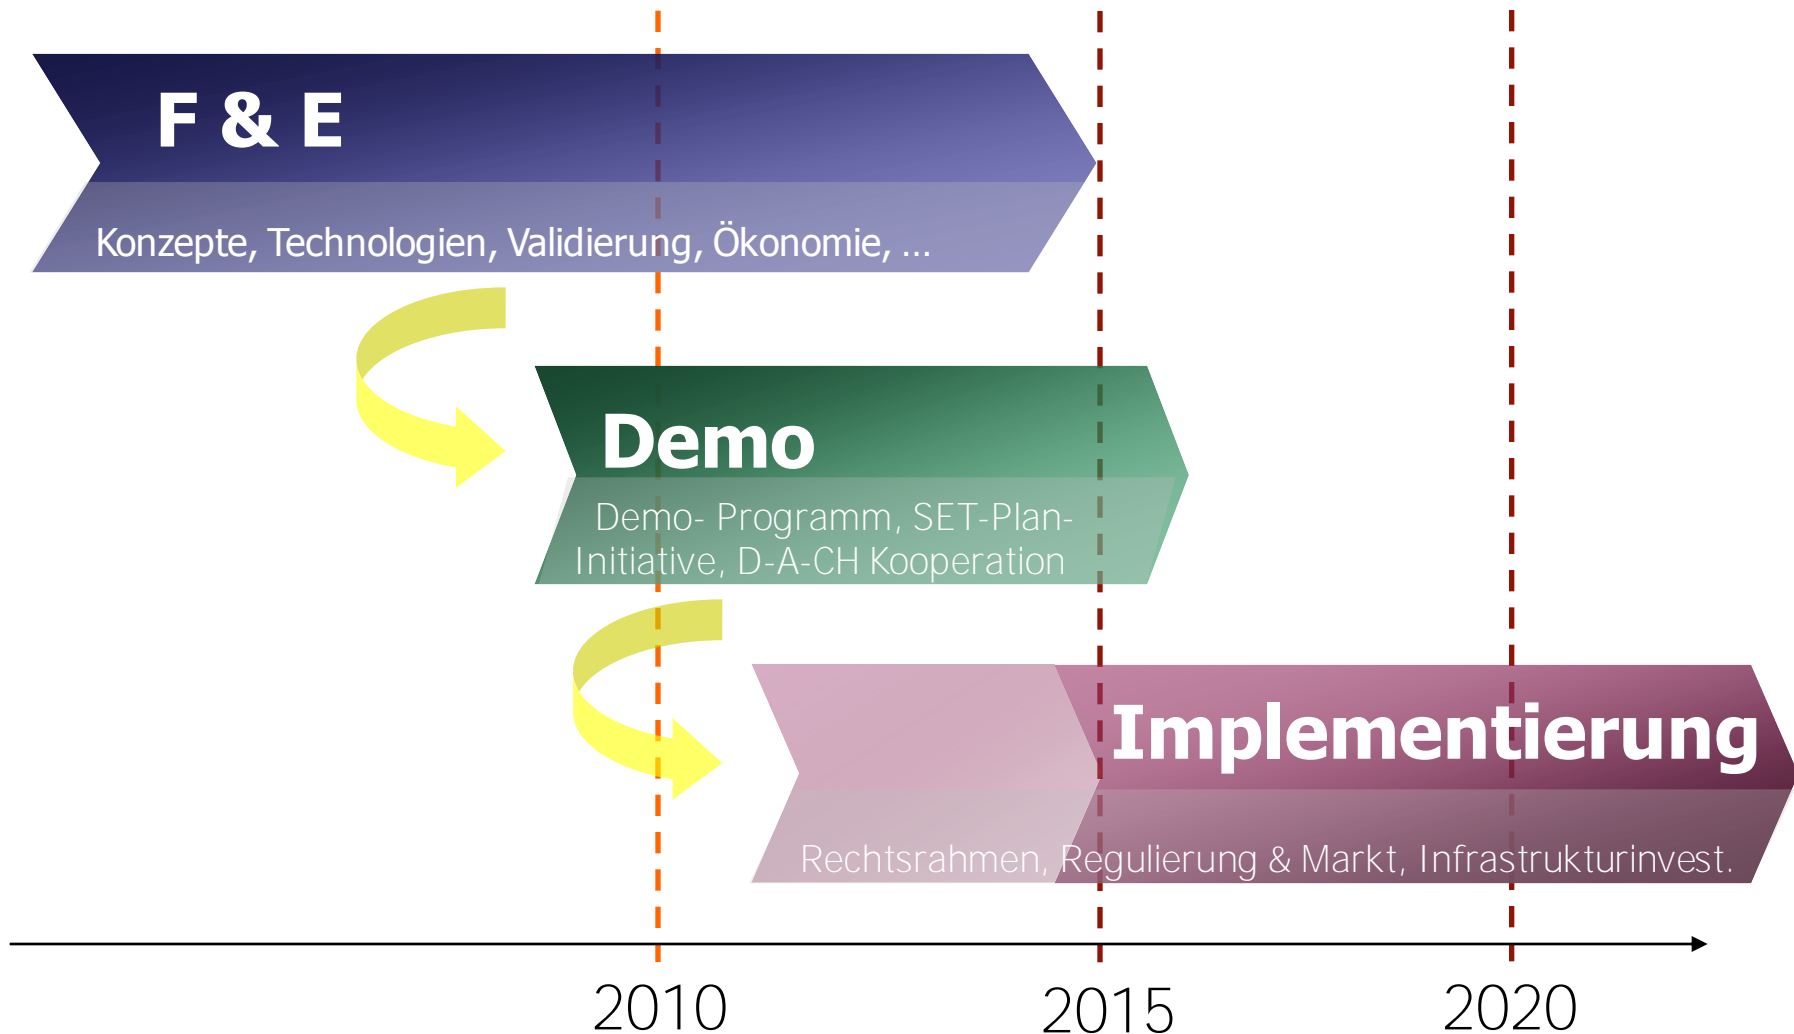 F & E
Konzepte, Technologien, Validierung, Ökonomie, ...
Demo
Demo- Programm, SET-Plan-
Initiative, D-A-CH Kooperation
Implementierung
Rechtsrahmen, Regulierung & Markt, Infrastrukturinvest.
2010
2015
2020